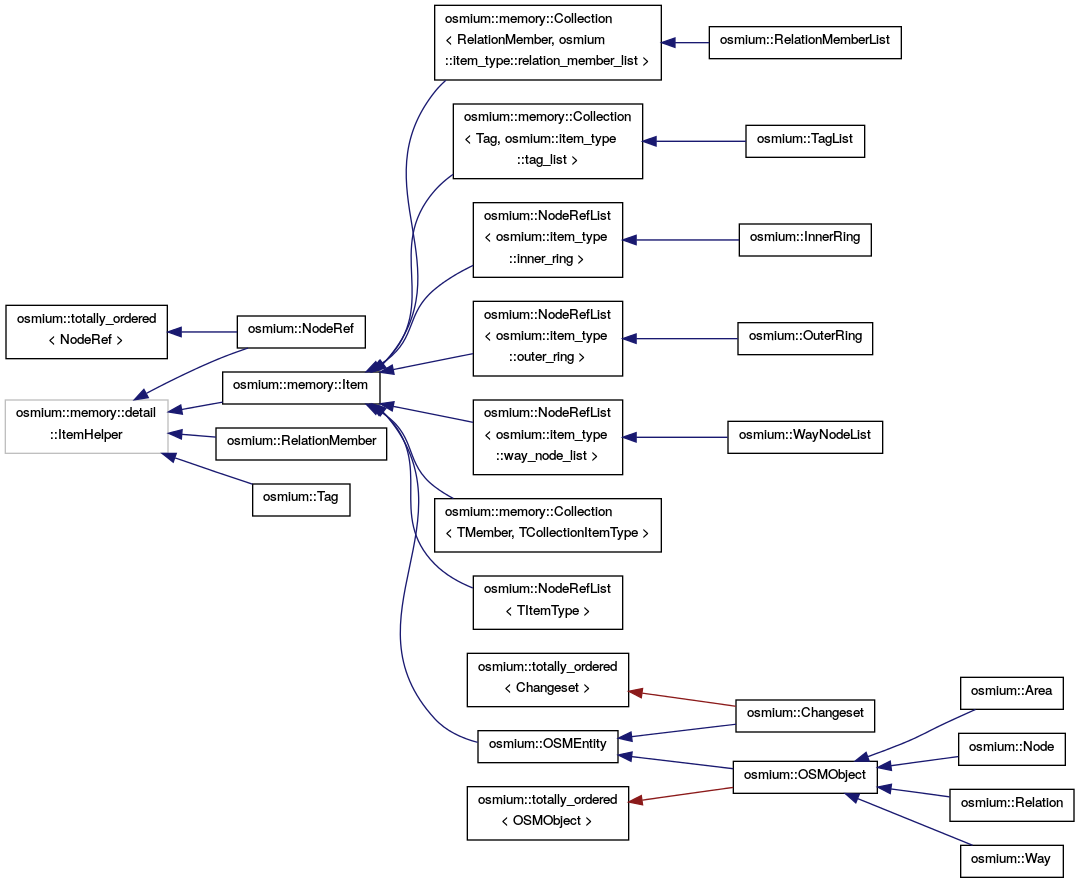 osmium::memory::Collection
< RelationMember, osmium
::item_type::relation_member_list >
osmium::RelationMemberList
osmium::memory::Collection
< Tag, osmium::item_type
::tag_list >
osmium::TagList
osmium::NodeRefList
< osmium::item_type
::inner_ring >
osmium::InnerRing
osmium::totally_ordered
< NodeRef >
osmium::NodeRef
osmium::NodeRefList
< osmium::item_type
::outer_ring >
osmium::OuterRing
osmium::memory::Item
osmium::memory::detail
::ItemHelper
osmium::RelationMember
osmium::Tag
osmium::NodeRefList
< osmium::item_type
::way_node_list >
osmium::WayNodeList
osmium::memory::Collection
< TMember, TCollectionItemType >
osmium::NodeRefList
< TItemType >
osmium::totally_ordered
< Changeset >
osmium::Changeset
osmium::OSMEntity
osmium::OSMObject
osmium::totally_ordered
< OSMObject >
osmium::Area
osmium::Node
osmium::Relation
osmium::Way